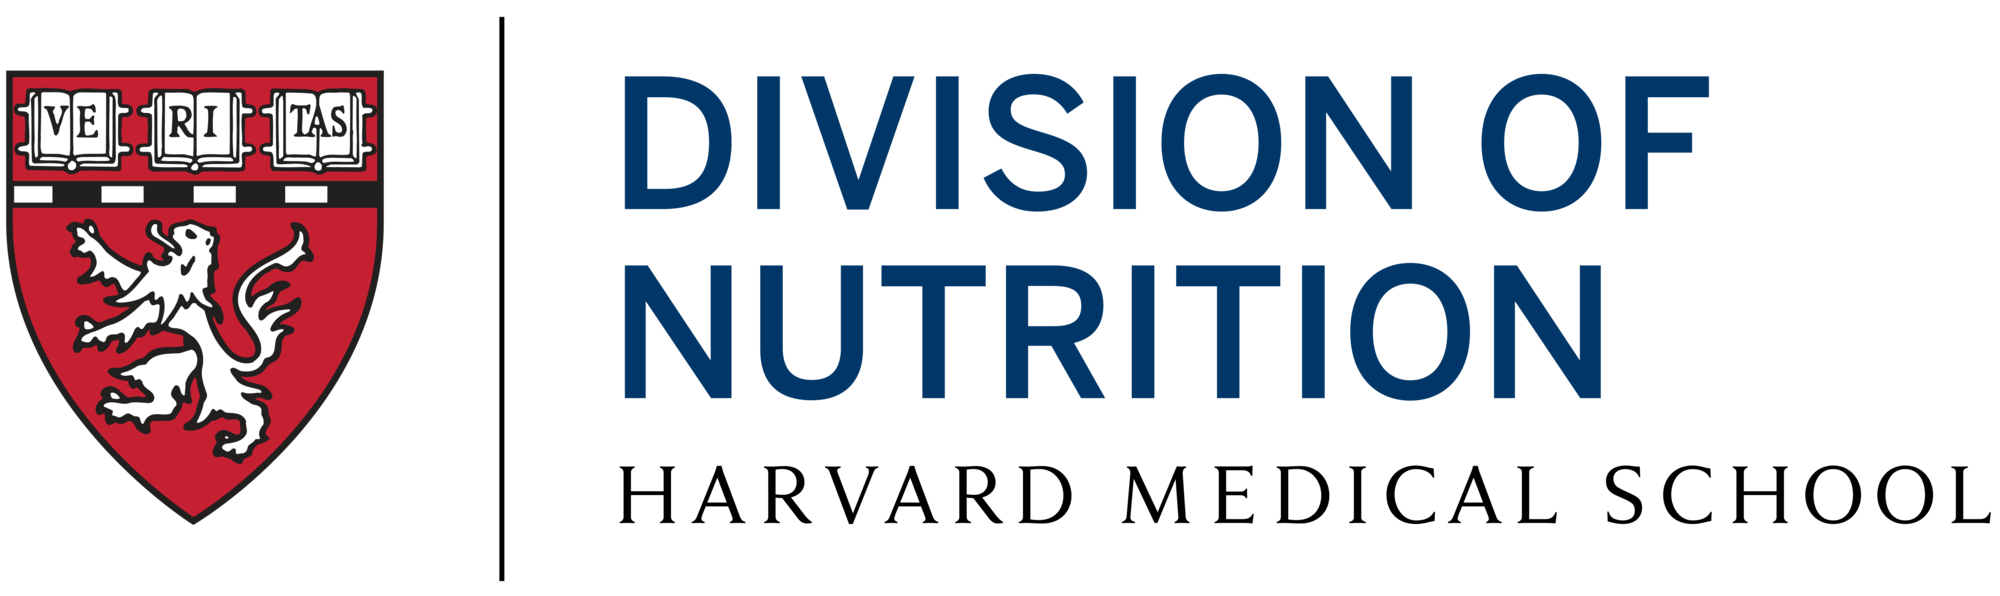 VE RI TAS
DIVISION OF
NUTRITION
HARVARD MEDICAL SCHOOL